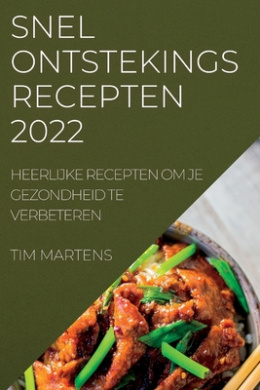 SNEL
ONTSTEKINGS
RECEPTEN
2022
HEERLIJKE RECEPTEN OM JE
GEZONDHEID TE
VERBETEREN
TIM MARTENS